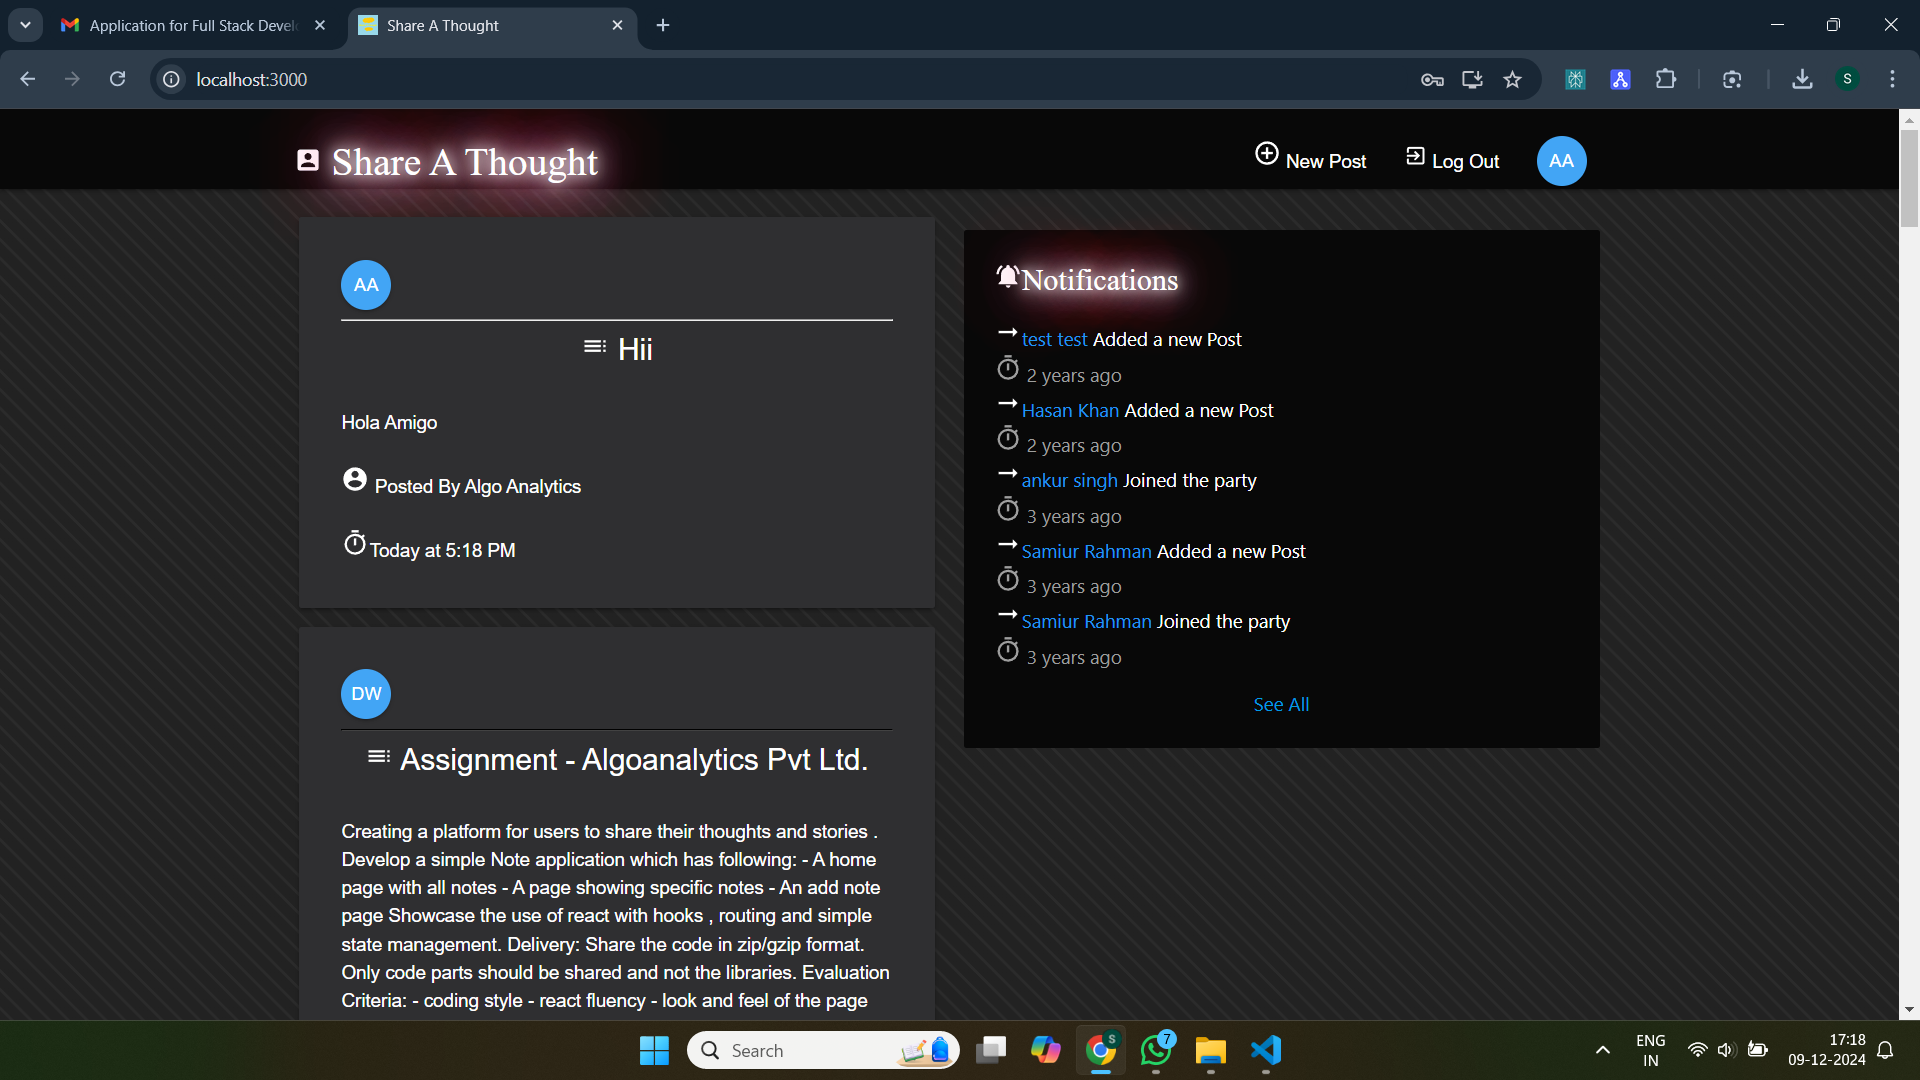 Application for Full Stack Devel
Share A Thought
localhost:3000
S
Share A Thought
New Post
Log Out
AA
AA
Hii
Hola Amigo
Posted By Algo Analytics
Today at 5:18 PM
DW
Assignment - Algoanalytics Pvt Ltd.
Creating a platform for users to share their thoughts and stories .
Develop a simple Note application which has following: - A home
page with all notes - A page showing specific notes - An add note
page Showcase the use of react with hooks , routing and simple
state management. Delivery: Share the code in zip/gzip format.
Only code parts should be shared and not the libraries. Evaluation
Criteria: - coding style - react fluency - look and feel of the page
Notifications
test test Added a new Post
2 years ago
Hasan Khan Added a new Post
2 years ago
ankur singh Joined the party
3 years ago
Samiur Rahman Added a new Post
3 years ago
Samiur Rahman Joined the party
3 years ago
See All
Search
S
7
ENG
IN
17:18
09-12-2024